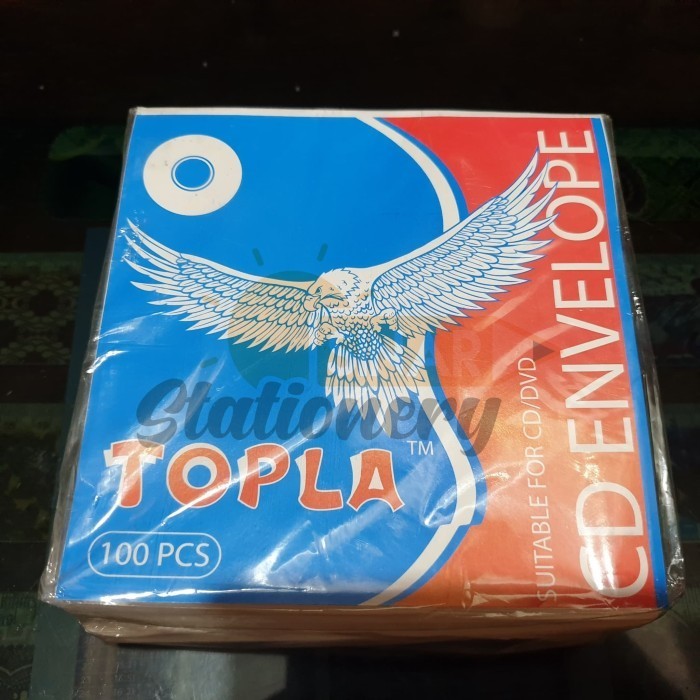 Stationery
TOPLA™
100 PCS
SUITABLE FOR CD/DVD
CD ENVELOPE